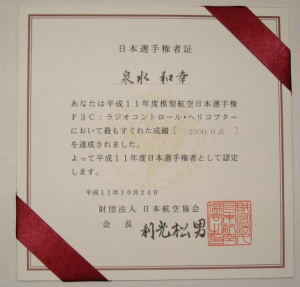 日本選手権者証
泉水 和幸
あなたは平成11年度模型航空日本選手権
F3C：ラジオコントロール・ヘリコプター
において最もすぐれた成績［ 2000.0点 ］
を達成されました。
よって平成11年度日本選手権者として認定
します。
平成11年10月24日
財団法人 日本航空協会
会長 利光松男